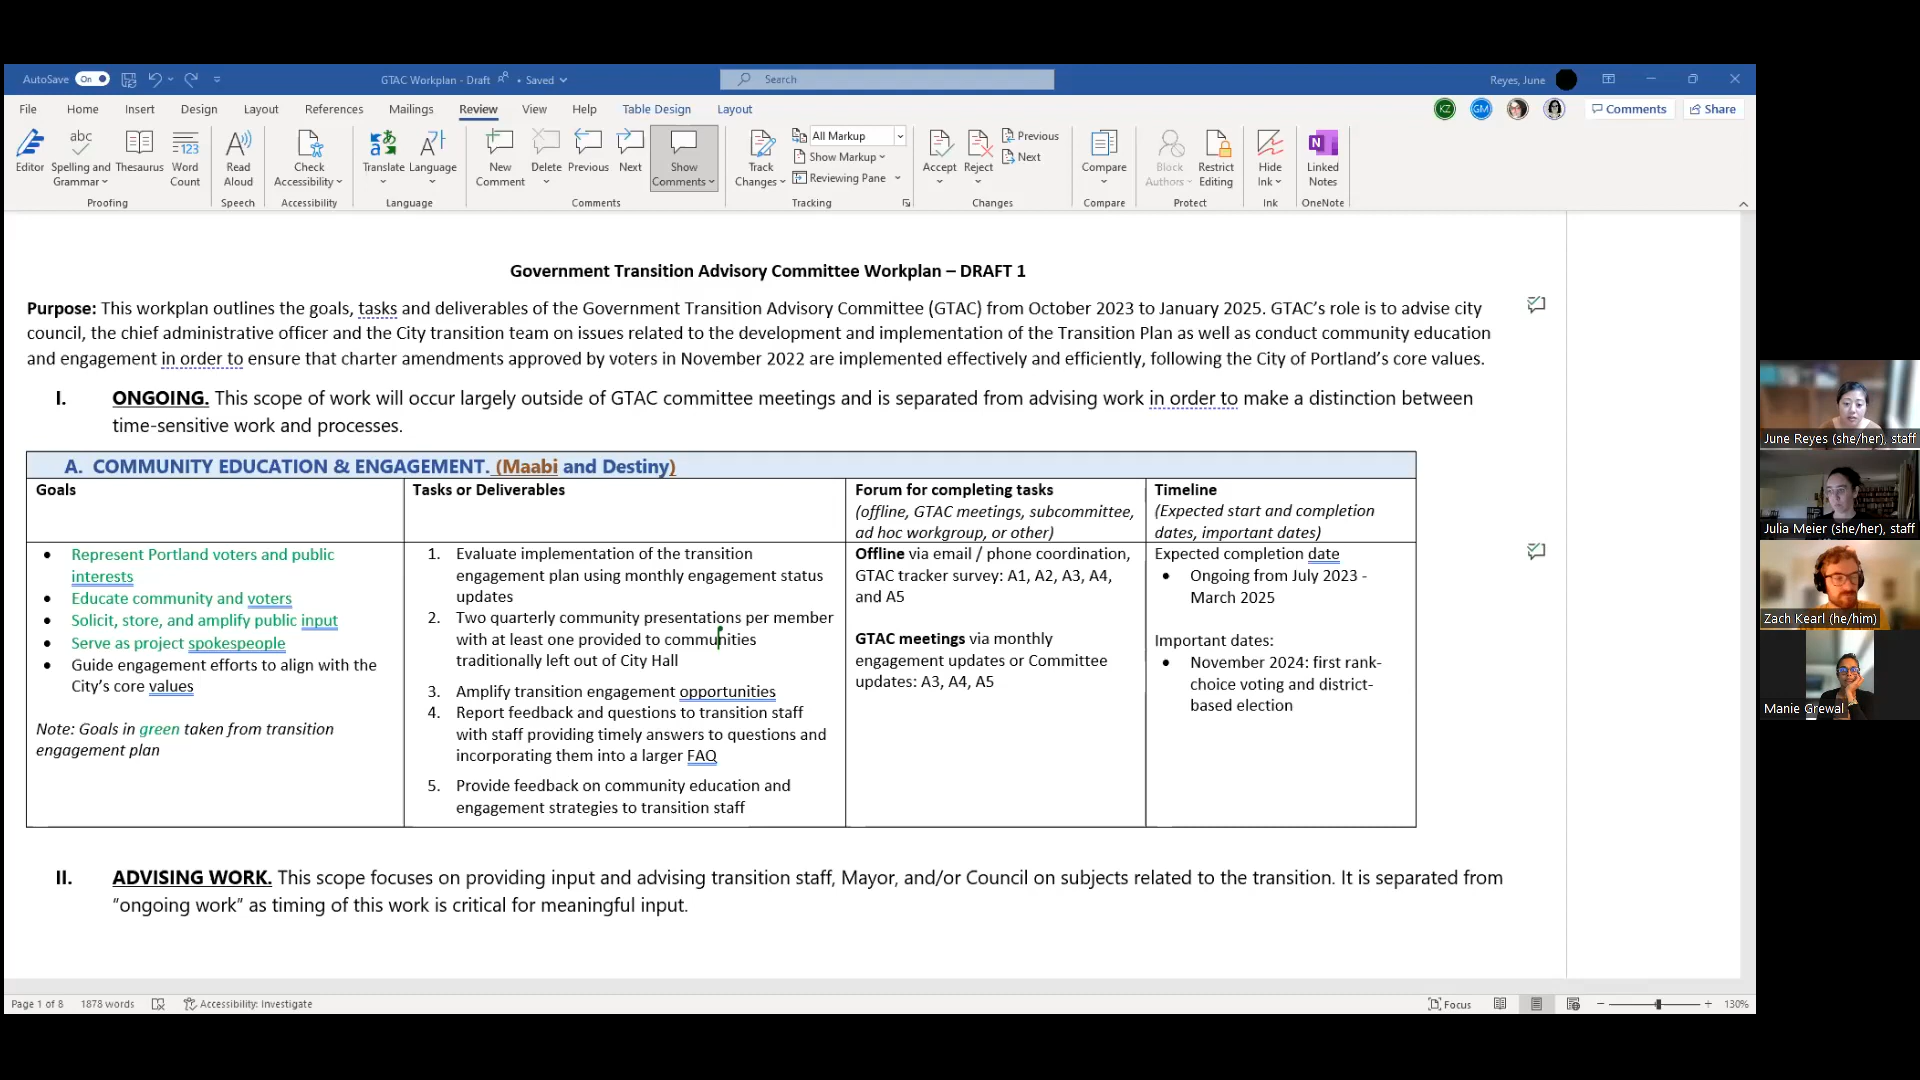 AutoSave On GTAC Workplan - Draft • Saved Search Reyes, June
File Home Insert Design Layout References Mailings Review View Help Table Design Layout KZ GM Comments Share
Editor
Spelling and Grammar
Thesaurus
Word Count
Proofing
Read Aloud
Speech
Check Accessibility
Accessibility
Translate
Language
Language
New Comment
Delete
Previous
Next
Show Comments
Comments
Track Changes
All Markup
Show Markup
Reviewing Pane
Tracking
Accept
Reject
Previous
Next
Changes
Compare
Compare
Block Authors
Restrict Editing
Protect
Hide Ink
Ink
Linked Notes
OneNote
Government Transition Advisory Committee Workplan – DRAFT 1
Purpose: This workplan outlines the goals, tasks and deliverables of the Government Transition Advisory Committee (GTAC) from October 2023 to January 2025. GTAC’s role is to advise city
council, the chief administrative officer and the City transition team on issues related to the development and implementation of the Transition Plan as well as conduct community education
and engagement in order to ensure that charter amendments approved by voters in November 2022 are implemented effectively and efficiently, following the City of Portland’s core values.
I. ONGOING. This scope of work will occur largely outside of GTAC committee meetings and is separated from advising work in order to make a distinction between
time-sensitive work and processes.
A. COMMUNITY EDUCATION & ENGAGEMENT. (Maabi and Destiny)
Goals
Tasks or Deliverables
Forum for completing tasks
(offline, GTAC meetings, subcommittee,
ad hoc workgroup, or other)
Timeline
(Expected start and completion
dates, important dates)
• Represent Portland voters and public
interests
• Educate community and voters
• Solicit, store, and amplify public input
• Serve as project spokespeople
• Guide engagement efforts to align with the
City’s core values
Note: Goals in green taken from transition
engagement plan
1. Evaluate implementation of the transition
engagement plan using monthly engagement status
updates
2. Two quarterly community presentations per member
with at least one provided to communities
traditionally left out of City Hall
3. Amplify transition engagement opportunities
4. Report feedback and questions to transition staff
with staff providing timely answers to questions and
incorporating them into a larger FAQ
5. Provide feedback on community education and
engagement strategies to transition staff
Offline via email / phone coordination,
GTAC tracker survey: A1, A2, A3, A4,
and A5
GTAC meetings via monthly
engagement updates or Committee
updates: A3, A4, A5
Expected completion date
• Ongoing from July 2023 -
March 2025
Important dates:
• November 2024: first rank-
choice voting and district-
based election
II. ADVISING WORK. This scope focuses on providing input and advising transition staff, Mayor, and/or Council on subjects related to the transition. It is separated from
“ongoing work” as timing of this work is critical for meaningful input.
Page 1 of 8 1878 words Accessibility: Investigate Focus 130%
June Reyes (she/her), staff
Julia Meier (she/her), staff
Zach Kearl (he/him)
Manie Grewal